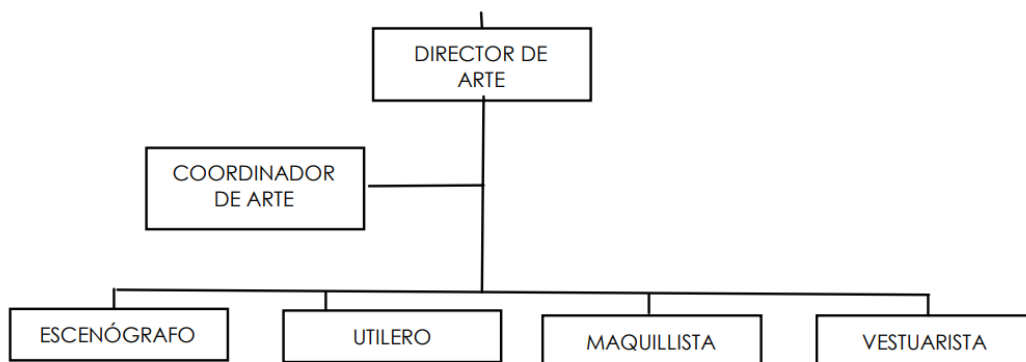 DIRECTOR DE
ARTE
COORDINADOR
DE ARTE
ESCENÓGRAFO
UTILERO
MAQUILLISTA
VESTUARISTA